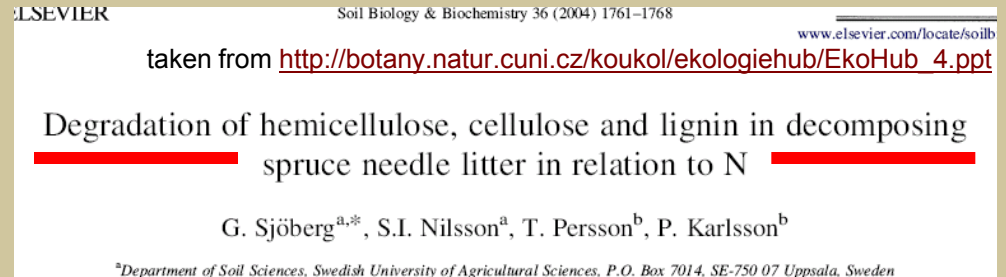 ELSEVIER Soil Biology & Biochemistry 36 (2004) 1761–1768
www.elsevier.com/locate/soilb
taken from http://botany.natur.cuni.cz/koukol/ekologiehub/EkoHub_4.ppt
Degradation of hemicellulose, cellulose and lignin in decomposing
spruce needle litter in relation to N
G. Sjöberg^a,*, S.I. Nilsson^a, T. Persson^b, P. Karlsson^b
^aDepartment of Soil Sciences, Swedish University of Agricultural Sciences, P.O. Box 7014, SE-750 07 Uppsala, Sweden